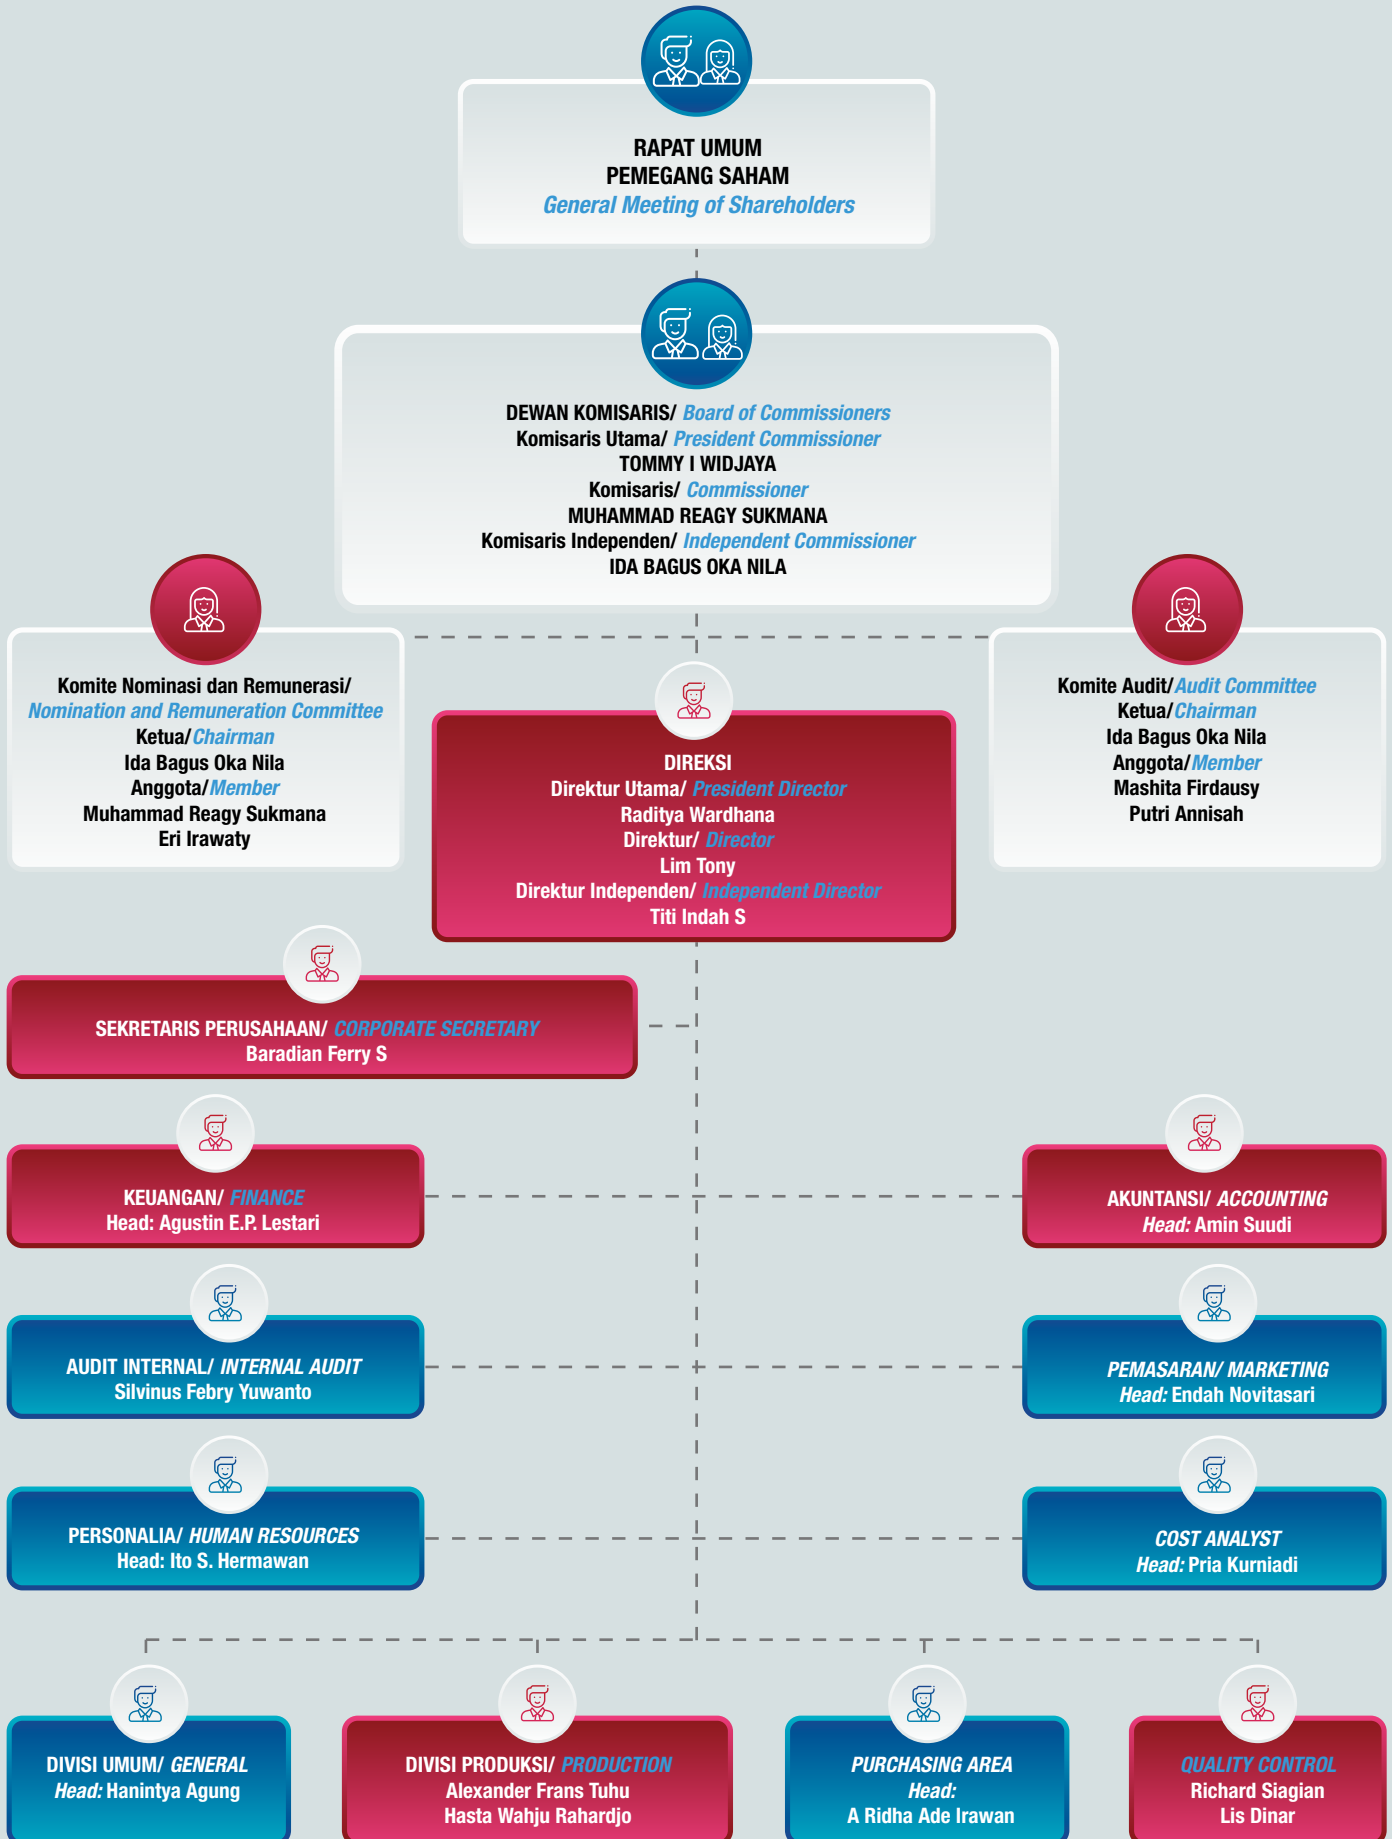 RAPAT UMUM
PEMEGANG SAHAM
General Meeting of Shareholders
DEWAN KOMISARIS/ Board of Commissioners
Komisaris Utama/ President Commissioner
TOMMY I WIDJAYA
Komisaris/ Commissioner
MUHAMMAD REAGY SUKMANA
Komisaris Independen/ Independent Commissioner
IDA BAGUS OKA NILA
Komite Nominasi dan Remunerasi/
Nomination and Remuneration Committee
Ketua/Chairman
Ida Bagus Oka Nila
Anggota/Member
Muhammad Reagy Sukmana
Eri Irawaty
Komite Audit/Audit Committee
Ketua/Chairman
Ida Bagus Oka Nila
Anggota/Member
Mashita Firdausy
Putri Annisah
DIREKSI
Direktur Utama/ President Director
Raditya Wardhana
Direktur/ Director
Lim Tony
Direktur Independen/ Independent Director
Titi Indah S
SEKRETARIS PERUSAHAAN/ CORPORATE SECRETARY
Baradian Ferry S
KEUANGAN/ FINANCE
Head: Agustin E.P. Lestari
AKUNTANSI/ ACCOUNTING
Head: Amin Suudi
AUDIT INTERNAL/ INTERNAL AUDIT
Silvinus Febry Yuwanto
PEMASARAN/ MARKETING
Head: Endah Novitasari
PERSONALIA/ HUMAN RESOURCES
Head: Ito S. Hermawan
COST ANALYST
Head: Pria Kurniadi
DIVISI UMUM/ GENERAL
Head: Hanintya Agung
DIVISI PRODUKSI/ PRODUCTION
Alexander Frans Tuhu
Hasta Wahju Rahardjo
PURCHASING AREA
Head:
A Ridha Ade Irawan
QUALITY CONTROL
Richard Siagian
Lis Dinar